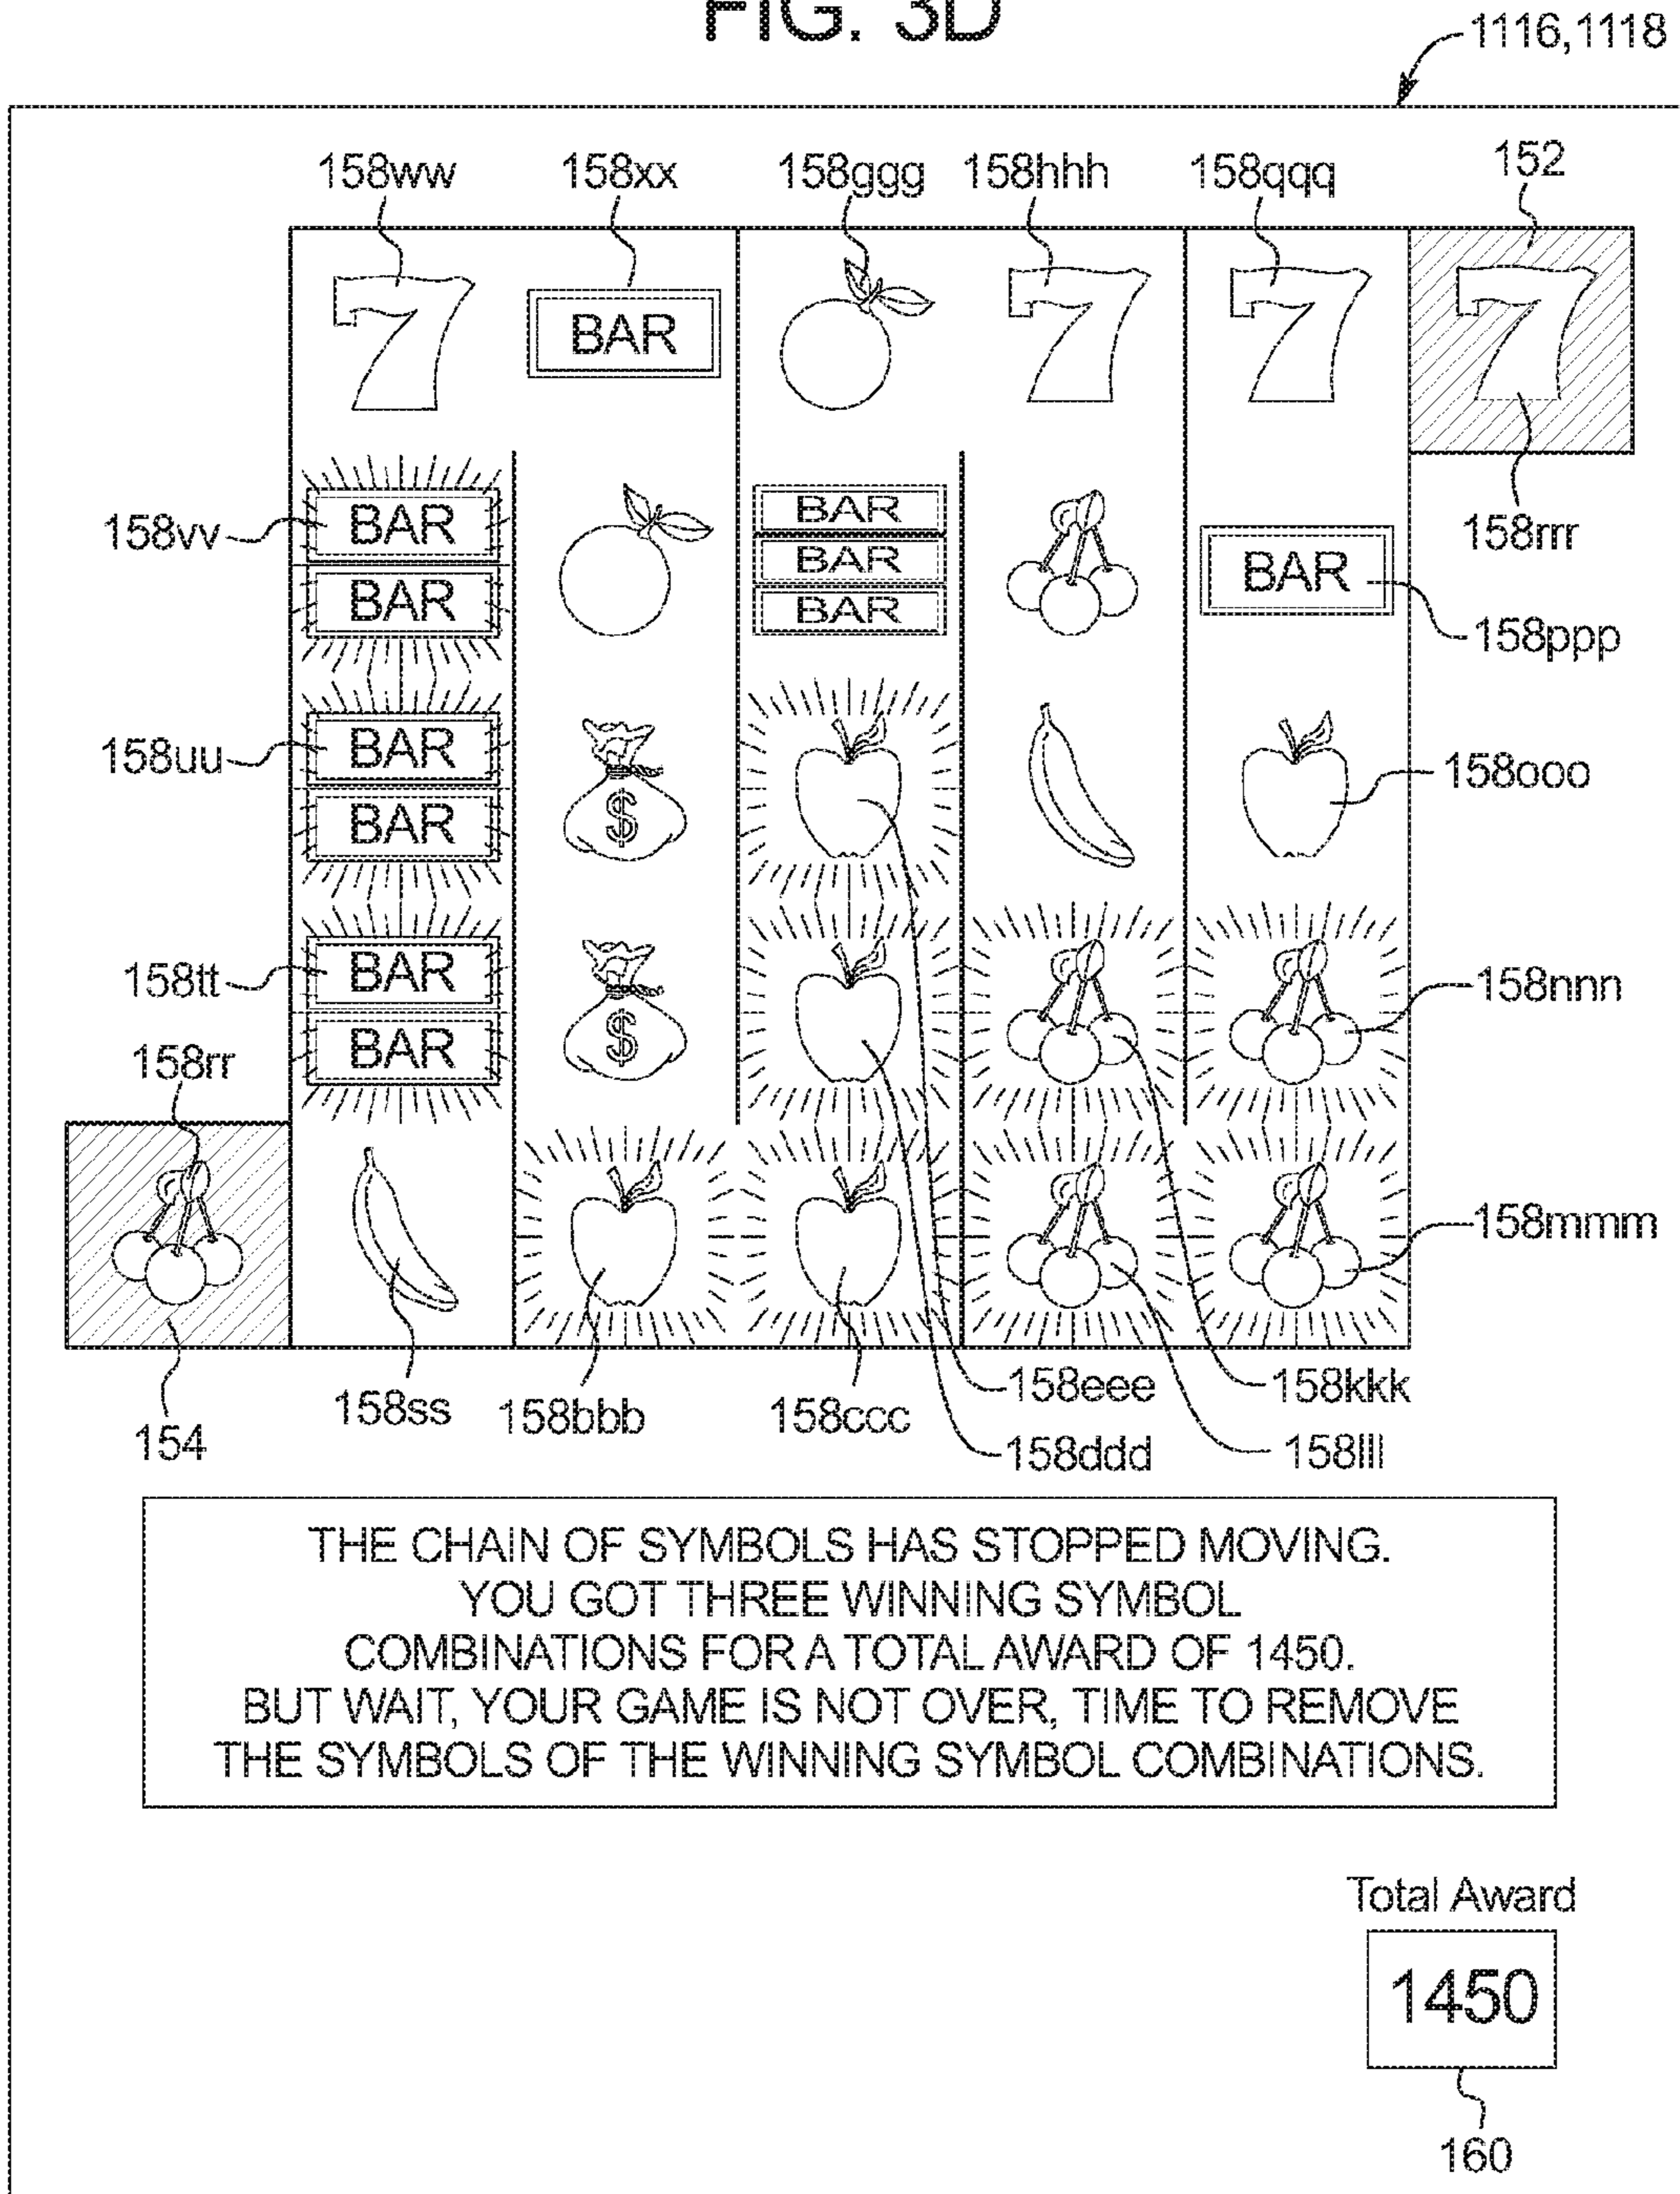 FIG. 3D
1116,1118
158ww 158xx 158ggg 158hhh 158qqq 152
BAR
158vv BAR BAR
BAR BAR BAR
158rrr
BAR BAR
158ppp
158uu BAR
$ 158ooo
BAR
158tt BAR
158nnn
$
158rr BAR
158mmm
158ss 158bbb 158ccc 158eee 158kkk
154 158ddd 158lll
THE CHAIN OF SYMBOLS HAS STOPPED MOVING.
YOU GOT THREE WINNING SYMBOL
COMBINATIONS FOR A TOTAL AWARD OF 1450.
BUT WAIT, YOUR GAME IS NOT OVER, TIME TO REMOVE
THE SYMBOLS OF THE WINNING SYMBOL COMBINATIONS.
Total Award
1450
160